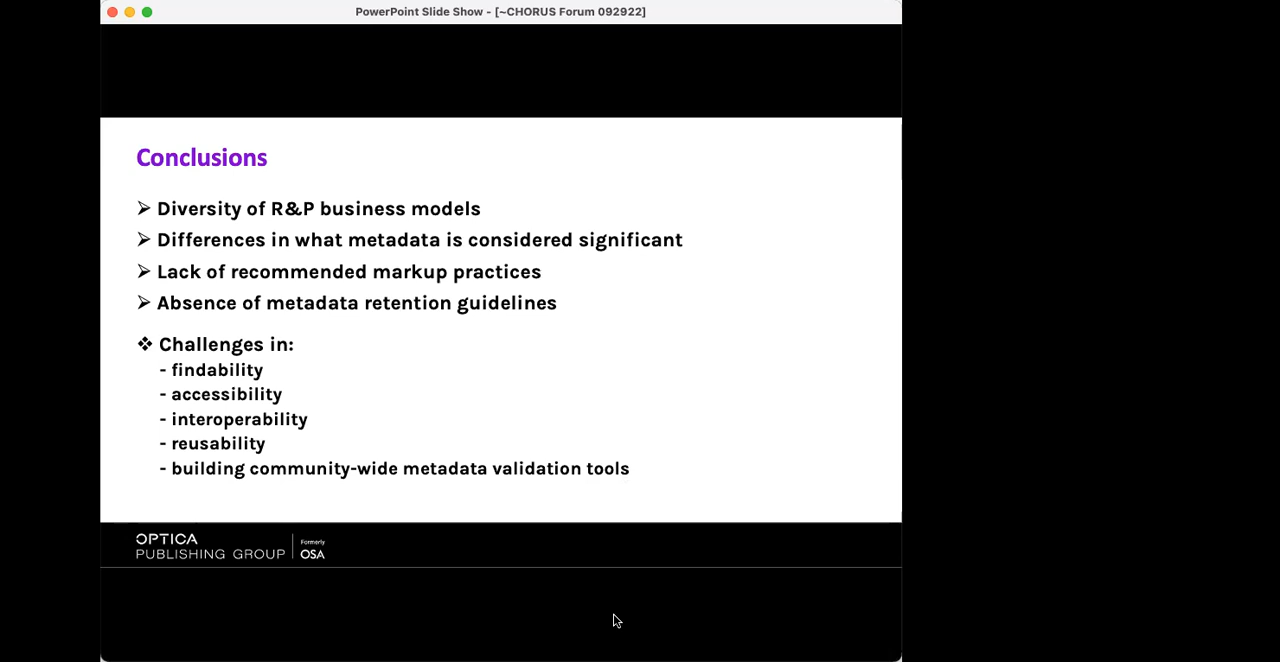 PowerPoint Slide Show - [~CHORUS Forum 092922]
Conclusions
➢ Diversity of R&P business models
➢ Differences in what metadata is considered significant
➢ Lack of recommended markup practices
➢ Absence of metadata retention guidelines
❖ Challenges in:
- findability
- accessibility
- interoperability
- reusability
- building community-wide metadata validation tools
OPTICA
PUBLISHING GROUP
Formerly
OSA